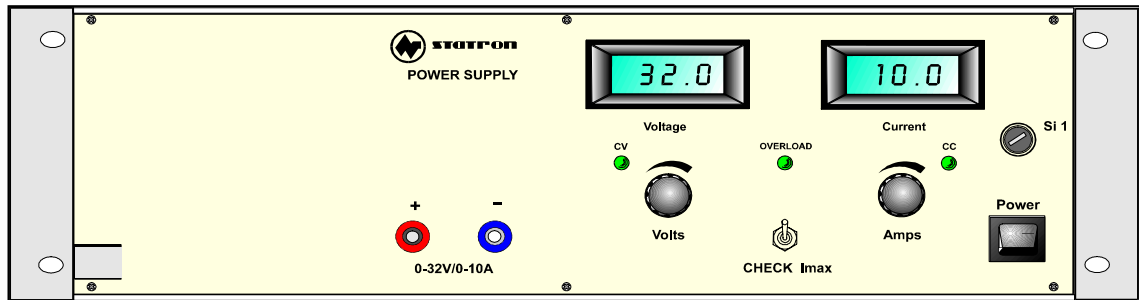 statron
POWER SUPPLY
32.0
10.0
Voltage
Current
Si 1
CV
OVERLOAD
CC
+ -
Volts
Amps
Power
0-32V/0-10A
CHECK Imax